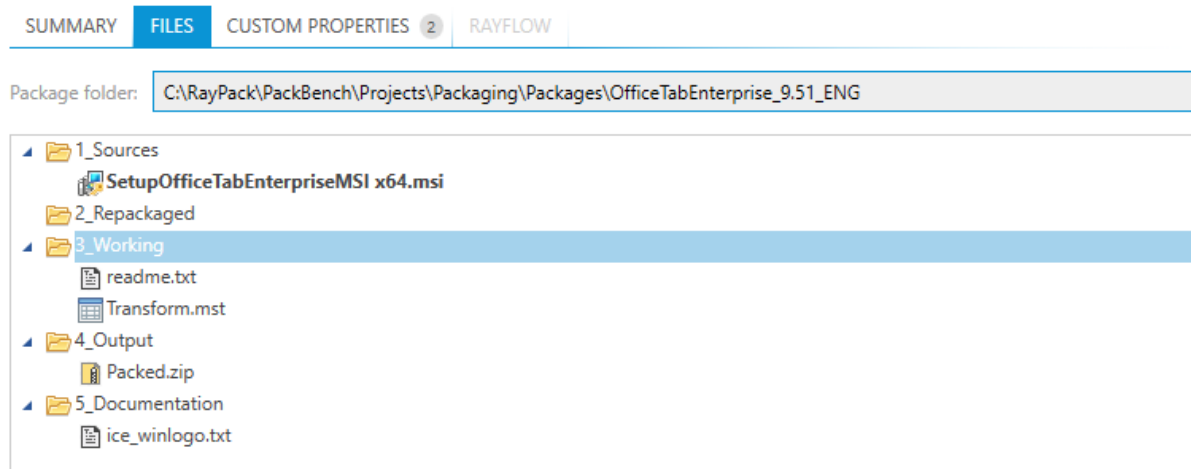 SUMMARY FILES CUSTOM PROPERTIES 2 RAYFLOW
Package folder: C:\RayPack\PackBench\Projects\Packaging\Packages\OfficeTabEnterprise_9.51_ENG
1_Sources
SetupOfficeTabEnterpriseMSI x64.msi
2_Repackaged
3_Working
readme.txt
Transform.mst
4_Output
Packed.zip
5_Documentation
ice_winlogo.txt